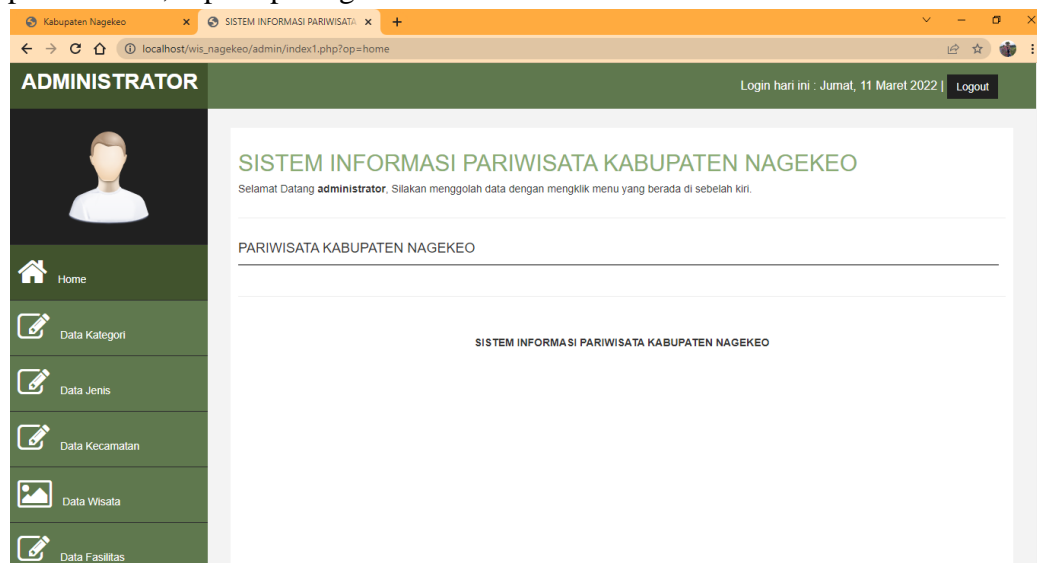 Kabupaten Nagekeo
SISTEM INFORMASI PARIWISATA
localhost/wis_nagekeo/admin/index1.php?op=home
ADMINISTRATOR
Login hari ini : Jumat, 11 Maret 2022 | Logout
SISTEM INFORMASI PARIWISATA KABUPATEN NAGEKEO
Selamat Datang administrator, Silakan menggolah data dengan mengklik menu yang berada di sebelah kiri.
PARIWISATA KABUPATEN NAGEKEO
Home
Data Kategori
SISTEM INFORMASI PARIWISATA KABUPATEN NAGEKEO
Data Jenis
Data Kecamatan
Data Wisata
Data Fasilitas